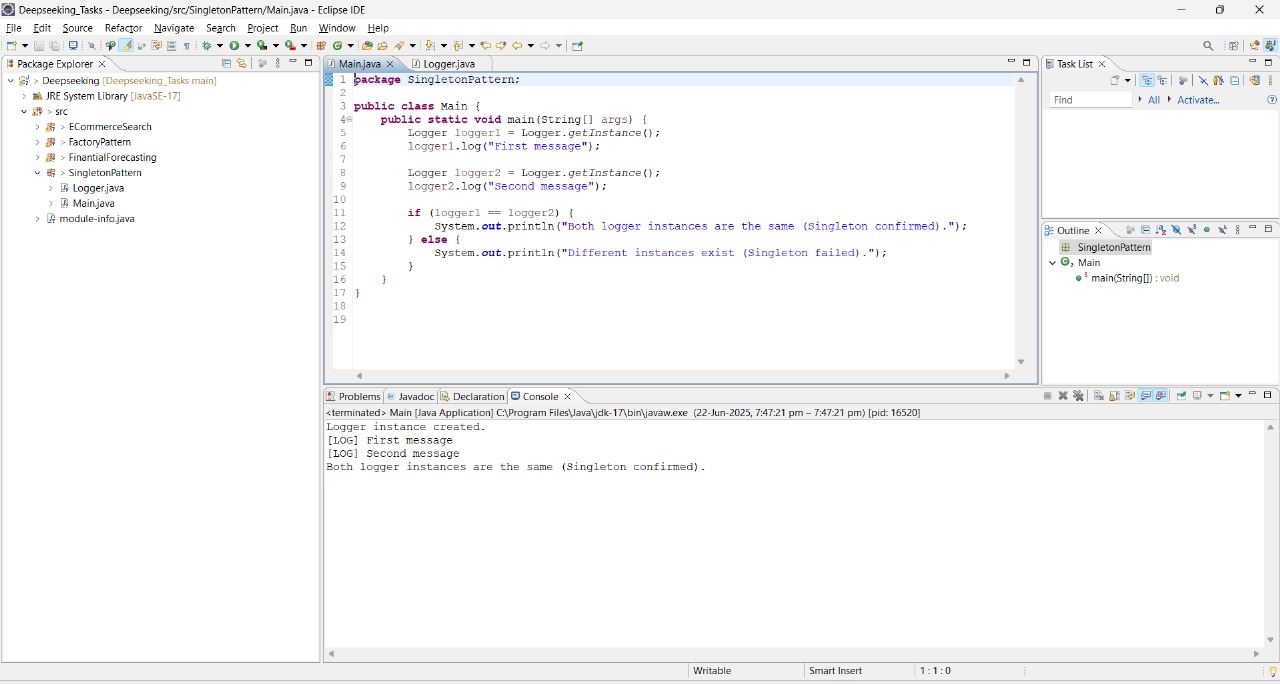 Deepseeking_Tasks - Deepseeking/src/SingletonPattern/Main.java - Eclipse IDE
File Edit Source Refactor Navigate Search Project Run Window Help
Package Explorer
> Deepseeking [Deepseeking_Tasks main]
JRE System Library [JavaSE-17]
> src
> ECommerceSearch
> FactoryPattern
> FinantialForecasting
> SingletonPattern
Logger.java
Main.java
module-info.java
Main.java Logger.java
1 package SingletonPattern;
2
3 public class Main {
4 public static void main(String[] args) {
5 Logger logger1 = Logger.getInstance();
6 logger1.log("First message");
7
8 Logger logger2 = Logger.getInstance();
9 logger2.log("Second message");
10
11 if (logger1 == logger2) {
12 System.out.println("Both logger instances are the same (Singleton confirmed).");
13 } else {
14 System.out.println("Different instances exist (Singleton failed).");
15 }
16 }
17 }
18
19
Task List
Find All Activate...
Outline
SingletonPattern
Main
main(String[]) : void
Problems Javadoc Declaration Console
<terminated> Main [Java Application] C:\Program Files\Java\jdk-17\bin\javaw.exe (22-Jun-2025, 7:47:21 pm – 7:47:21 pm) [pid: 16520]
Logger instance created.
[LOG] First message
[LOG] Second message
Both logger instances are the same (Singleton confirmed).
Writable Smart Insert 1 : 1 : 0